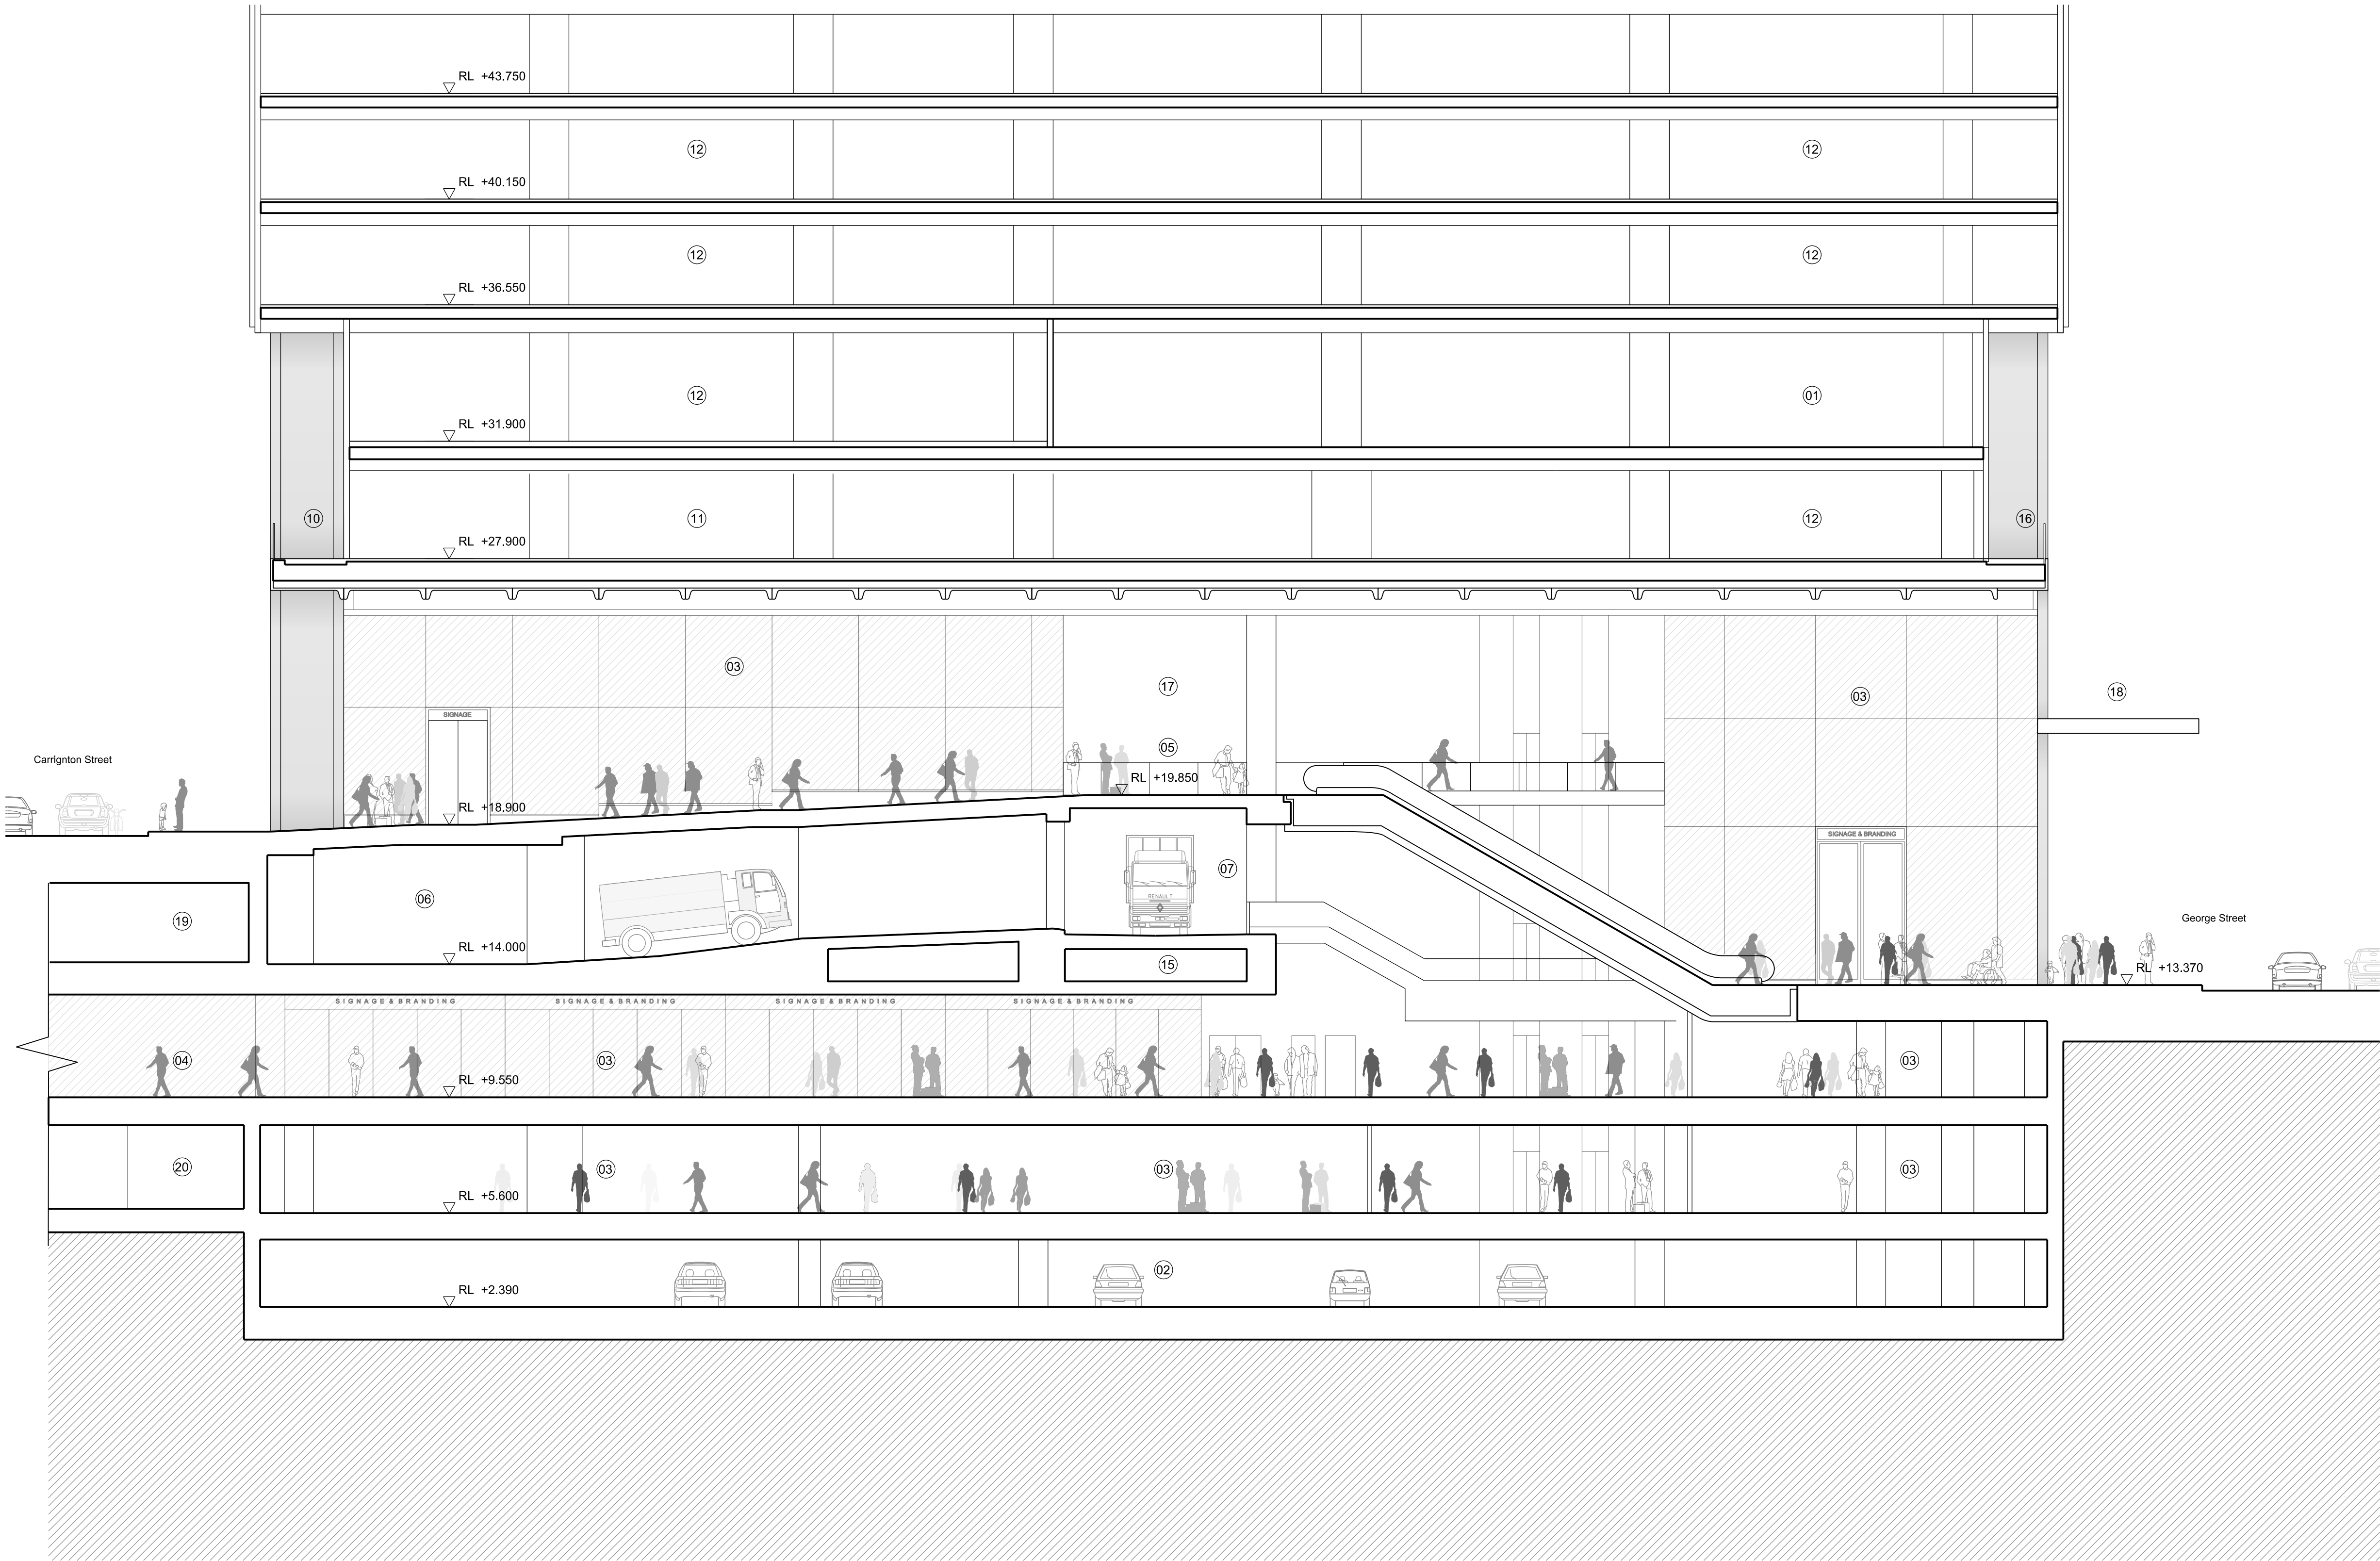 RL +43.750
12
12
RL +40.150
12
12
RL +36.550
12
01
RL +31.900
10
11
12
16
RL +27.900
03
17
03
18
SIGNAGE
05
Carrignton Street
RL +19.850
RL +18.900
SIGNAGE & BRANDING
07
RENAULT
06
19
George Street
RL +14.000
15
RL +13.370
SIGNAGE & BRANDING
SIGNAGE & BRANDING
SIGNAGE & BRANDING
SIGNAGE & BRANDING
04
03
03
RL +9.550
20
03
03
03
RL +5.600
02
RL +2.390